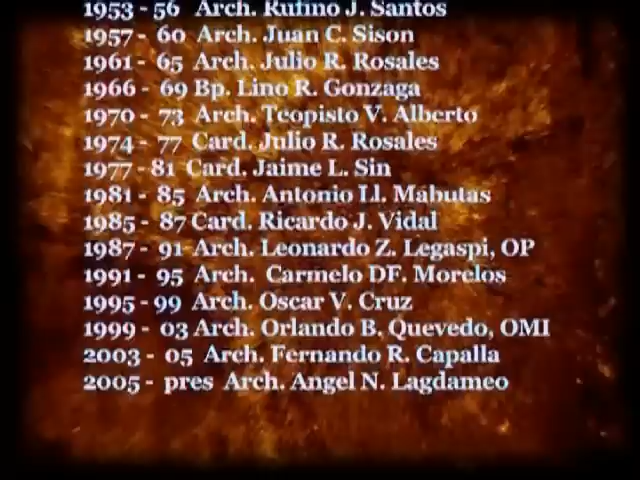 1953 - 56 Arch. Rufino J. Santos
1957 - 60 Arch. Juan C. Sison
1961 - 65 Arch. Julio R. Rosales
1966 - 69 Bp. Lino R. Gonzaga
1970 - 73 Arch. Teopisto V. Alberto
1974 - 77 Card. Julio R. Rosales
1977 - 81 Card. Jaime L. Sin
1981 - 85 Arch. Antonio Ll. Mabutas
1985 - 87 Card. Ricardo J. Vidal
1987 - 91 Arch. Leonardo Z. Legaspi, OP
1991 - 95 Arch. Carmelo DF. Morelos
1995 - 99 Arch. Oscar V. Cruz
1999 - 03 Arch. Orlando B. Quevedo, OMI
2003 - 05 Arch. Fernando R. Capalla
2005 - pres Arch. Angel N. Lagdameo